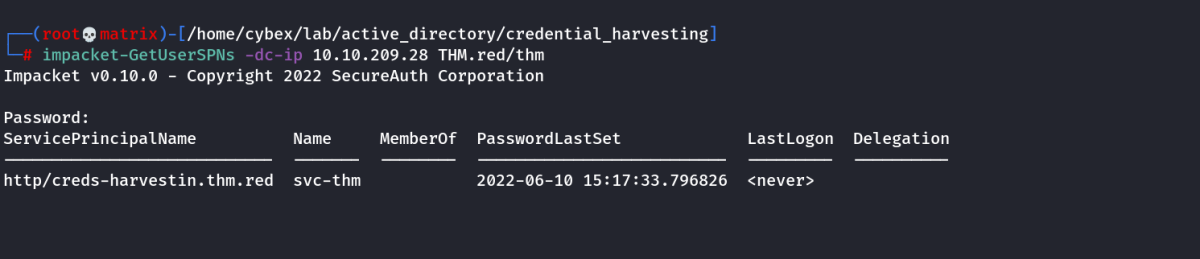 ┌──(root💀matrix)-[/home/cybex/lab/active_directory/credential_harvesting]
└─# impacket-GetUserSPNs -dc-ip 10.10.209.28 THM.red/thm
Impacket v0.10.0 - Copyright 2022 SecureAuth Corporation
Password:
ServicePrincipalName Name MemberOf PasswordLastSet LastLogon Delegation
http/creds-harvestin.thm.red svc-thm 2022-06-10 15:17:33.796826 <never>